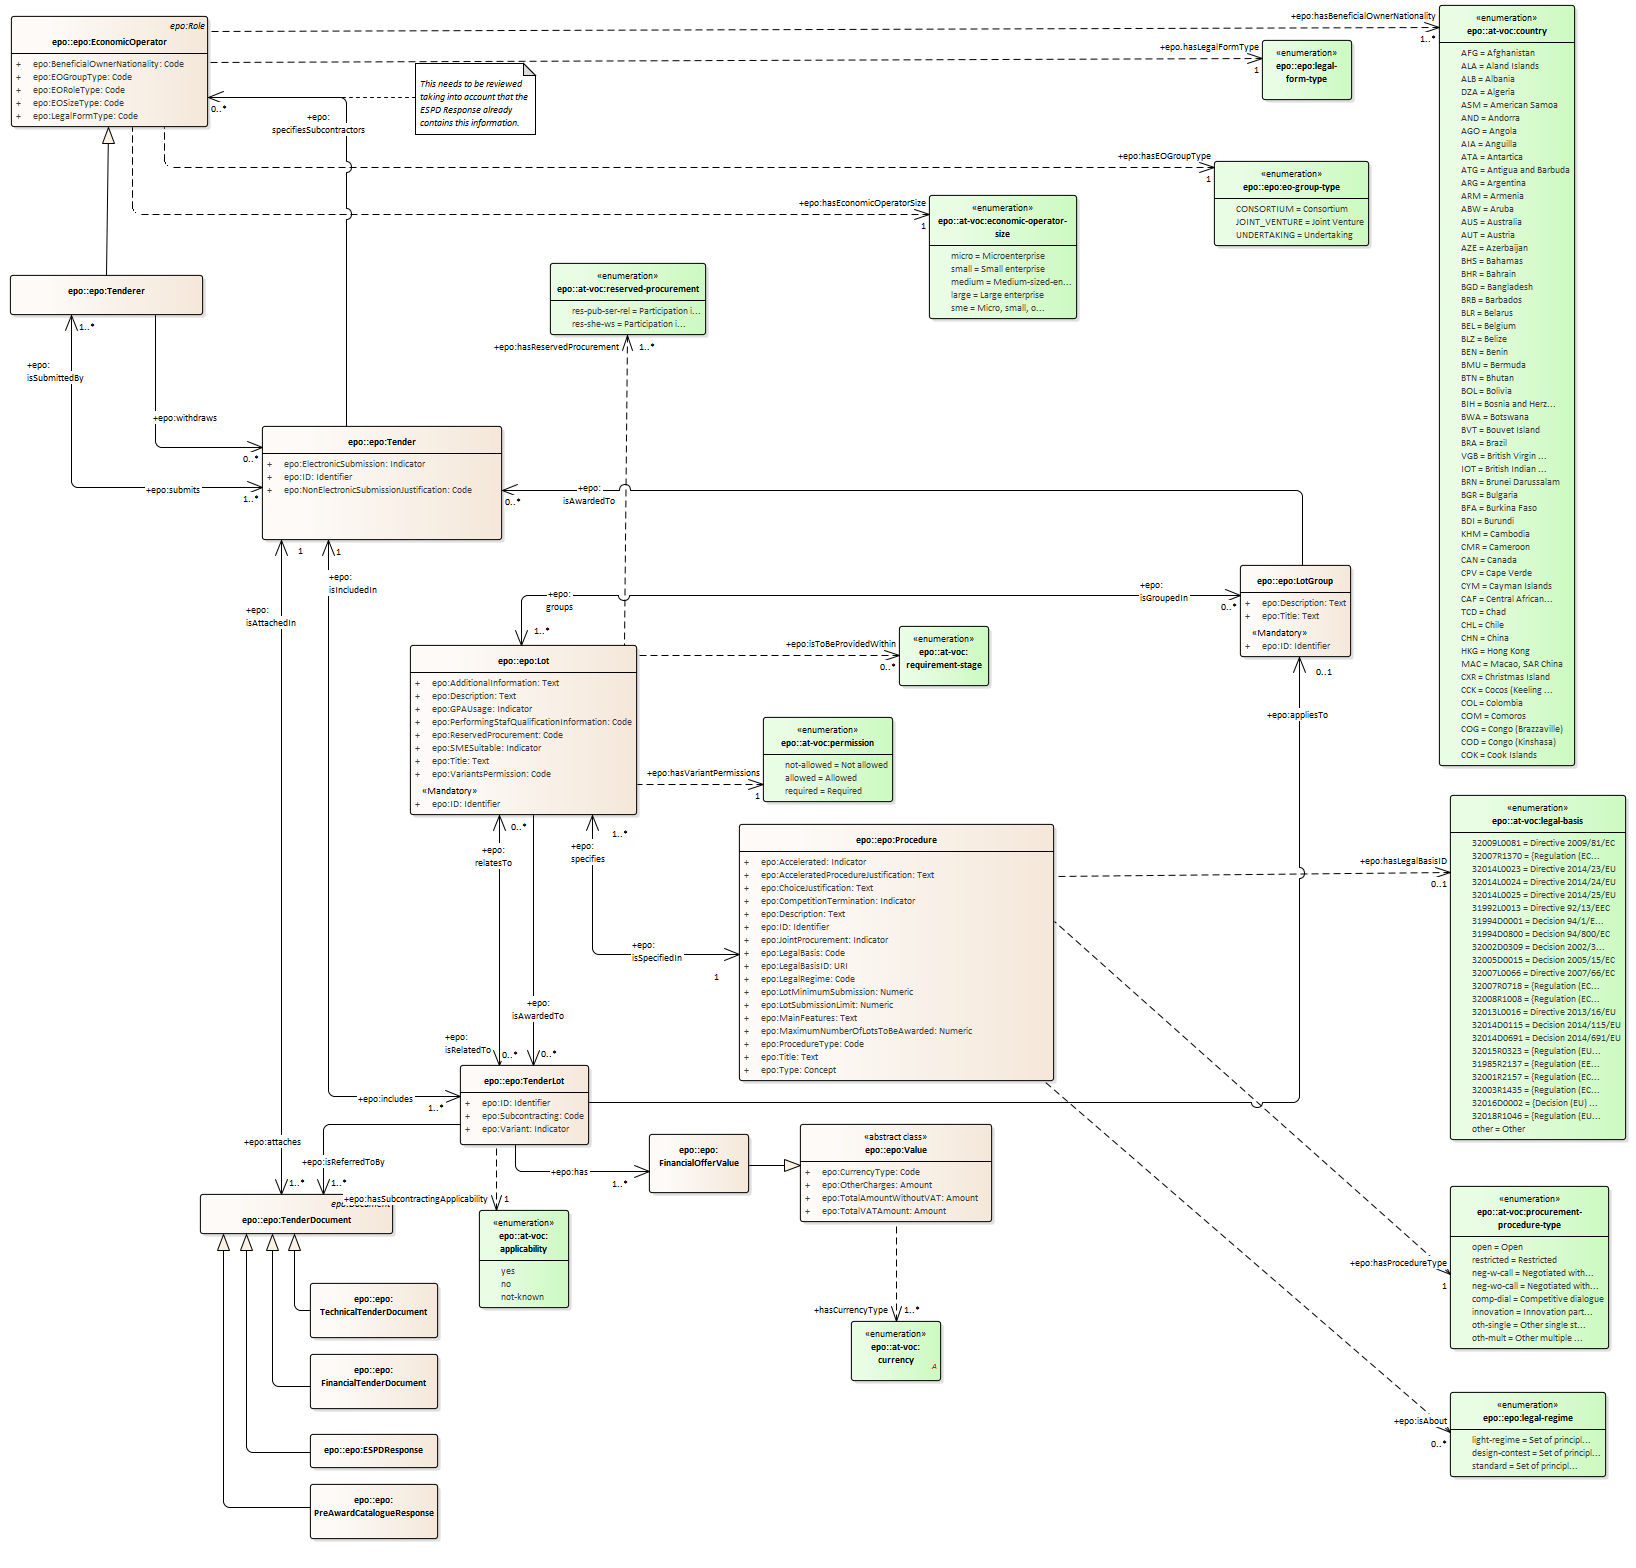 epo:Role
epo::epo:EconomicOperator
+ epo:BeneficialOwnerNationality: Code
+ epo:EOGroupType: Code
+ epo:EORoleType: Code
+ epo:EOSizeType: Code
+ epo:LegalFormType: Code
This needs to be reviewed
taking into account that the
ESPD Response already
contains this information.
+epo:hasBeneficialOwnerNationality
1..*
+epo.hasLegalFormType
1
«enumeration»
epo::epo:legal-
form-type
0..*
+epo:
specifiesSubcontractors
+epo:hasEOGroupType
1
«enumeration»
epo::epo:eo-group-type
CONSORTIUM = Consortium
JOINT_VENTURE = Joint Venture
UNDERTAKING = Undertaking
+epo:hasEconomicOperatorSize
1
«enumeration»
epo::at-voc:economic-operator-
size
micro = Microenterprise
small = Small enterprise
medium = Medium-sized-en...
large = Large enterprise
sme = Micro, small, o...
«enumeration»
epo::at-voc:country
AFG = Afghanistan
ALA = Aland Islands
ALB = Albania
DZA = Algeria
ASM = American Samoa
AND = Andorra
AGO = Angola
AIA = Anguilla
ATA = Antartica
ATG = Antigua and Barbuda
ARG = Argentina
ARM = Armenia
ABW = Aruba
AUS = Australia
AUT = Austria
AZE = Azerbaijan
BHS = Bahamas
BHR = Bahrain
BGD = Bangladesh
BRB = Barbados
BLR = Belarus
BEL = Belgium
BLZ = Belize
BEN = Benin
BMU = Bermuda
BTN = Bhutan
BOL = Bolivia
BIH = Bosnia and Herz...
BWA = Botswana
BVT = Bouvet Island
BRA = Brazil
VGB = British Virgin ...
IOT = British Indian ...
BRN = Brunei Darussalam
BGR = Bulgaria
BFA = Burkina Faso
BDI = Burundi
KHM = Cambodia
CMR = Cameroon
CAN = Canada
CPV = Cape Verde
CYM = Cayman Islands
CAF = Central African...
TCD = Chad
CHL = Chile
CHN = China
HKG = Hong Kong
MAC = Macao, SAR China
CXR = Christmas Island
CCK = Cocos (Keeling ...
COL = Colombia
COM = Comoros
COG = Congo (Brazzaville)
COD = Congo (Kinshasa)
COK = Cook Islands
epo::epo:Tenderer
1..*
+epo:
isSubmittedBy
+epo:withdraws
0..*
+epo:submits
1..*
«enumeration»
epo::at-voc:reserved-procurement
res-pub-ser-rel = Participation i...
res-she-ws = Participation i...
+epo:hasReservedProcurement
1..*
epo::epo:Tender
+ epo:ElectronicSubmission: Indicator
+ epo:ID: Identifier
+ epo:NonElectronicSubmissionJustification: Code
+epo:
isAwardedTo
0..*
1
1
+epo:
isIncludedIn
+epo:
isAttachedIn
+epo:
groups
1..*
+epo:
isGroupedIn
0..*
epo::epo:LotGroup
+ epo:Description: Text
+ epo:Title: Text
«Mandatory»
+ epo:ID: Identifier
0..1
+epo:appliesTo
epo::epo:Lot
+ epo:AdditionalInformation: Text
+ epo:Description: Text
+ epo:GPAUsage: Indicator
+ epo:PerformingStafQualificationInformation: Code
+ epo:ReservedProcurement: Code
+ epo:SMESuitable: Indicator
+ epo:Title: Text
+ epo:VariantsPermission: Code
«Mandatory»
+ epo:ID: Identifier
+epo:isToBeProvidedWithin
0..*
«enumeration»
epo::at-voc:
requirement-stage
+epo:hasVariantPermissions
1
«enumeration»
epo::at-voc:permission
not-allowed = Not allowed
allowed = Allowed
required = Required
0..*
+epo:
relatesTo
1..*
+epo:
specifies
+epo:
isSpecifiedIn
1
epo::epo:Procedure
+ epo:Accelerated: Indicator
+ epo:AcceleratedProcedureJustification: Text
+ epo:ChoiceJustification: Text
+ epo:CompetitionTermination: Indicator
+ epo:Description: Text
+ epo:ID: Identifier
+ epo:JointProcurement: Indicator
+ epo:LegalBasis: Code
+ epo:LegalBasisID: URI
+ epo:LegalRegime: Code
+ epo:LotMinimumSubmission: Numeric
+ epo:LotSubmissionLimit: Numeric
+ epo:MainFeatures: Text
+ epo:MaximumNumberOfLotsToBeAwarded: Numeric
+ epo:ProcedureType: Code
+ epo:Title: Text
+ epo:Type: Concept
+epo:hasLegalBasisID
0..1
«enumeration»
epo::at-voc:legal-basis
32009L0081 = Directive 2009/81/EC
32007R1370 = {Regulation (EC...
32014L0023 = Directive 2014/23/EU
32014L0024 = Directive 2014/24/EU
32014L0025 = Directive 2014/25/EU
31992L0013 = Directive 92/13/EEC
31994D0001 = Decision 94/1/E...
31994D0800 = Decision 94/800/EC
32002D0309 = Decision 2002/3...
32005D0015 = Decision 2005/15/EC
32007L0066 = Directive 2007/66/EC
32007R0718 = {Regulation (EC...
32008R1008 = {Regulation (EC...
32013L0016 = Directive 2013/16/EU
32014D0115 = Decision 2014/115/EU
32014D0691 = Decision 2014/691/EU
32015R0323 = {Regulation (EU...
31985R2137 = {Regulation (EE...
32001R2157 = {Regulation (EC...
32003R1435 = {Regulation (EC...
32016D0002 = {Decision (EU) ...
32018R1046 = {Regulation (EU...
other = Other
+epo:
isAwardedTo
+epo:
isRelatedTo
0..*
0..*
epo::epo:TenderLot
+ epo:ID: Identifier
+ epo:Subcontracting: Code
+ epo:Variant: Indicator
+epo:includes
1..*
+epo:attaches
1..*
+epo:isReferredToBy
1..*
+epo:has
1..*
epo::epo:
FinancialOfferValue
«abstract class»
epo::epo:Value
+ epo:CurrencyType: Code
+ epo:OtherCharges: Amount
+ epo:TotalAmountWithoutVAT: Amount
+ epo:TotalVATAmount: Amount
+epo:hasSubcontractingApplicability
1
epo::epo:TenderDocument
«enumeration»
epo::at-voc:
applicability
yes
no
not-known
+hasCurrencyType
1..*
«enumeration»
epo::at-voc:
currency
A
epo::epo:
TechnicalTenderDocument
epo::epo:
FinancialTenderDocument
epo::epo:ESPDResponse
epo::epo:
PreAwardCatalogueResponse
+epo:hasProcedureType
1
«enumeration»
epo::at-voc:procurement-
procedure-type
open = Open
restricted = Restricted
neg-w-call = Negotiated with...
neg-wo-call = Negotiated with...
comp-dial = Competitive dialogue
innovation = Innovation part...
oth-single = Other single st...
oth-mult = Other multiple ...
+epo:isAbout
0..*
«enumeration»
epo::epo:legal-regime
light-regime = Set of principl...
design-contest = Set of principl...
standard = Set of principl...